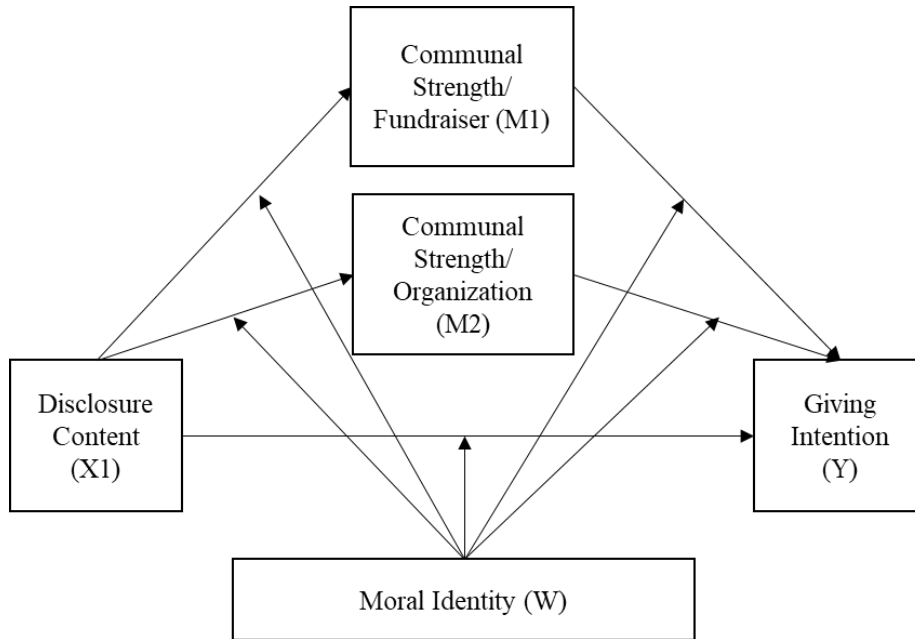 Communal
Strength/
Fundraiser (M1)
Communal
Strength/
Organization
(M2)
Disclosure
Content
(X1)
Giving
Intention
(Y)
Moral Identity (W)